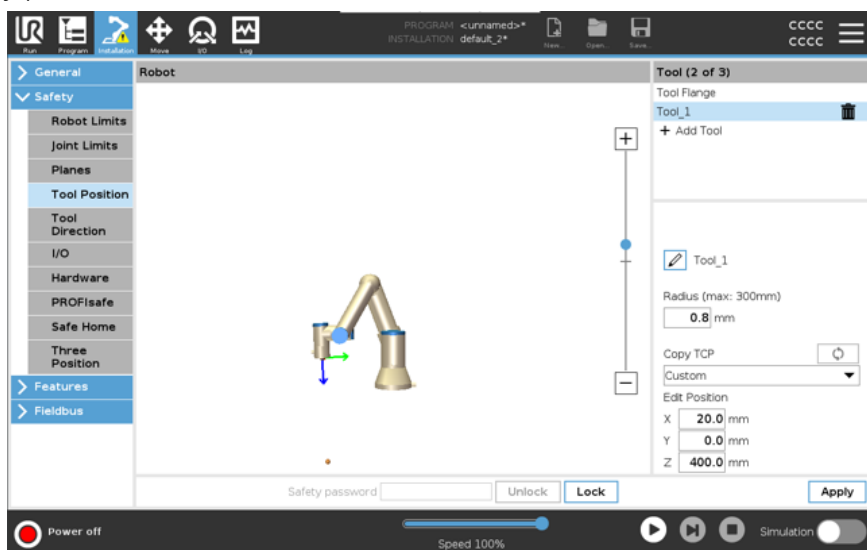 PROGRAM <unnamed>*
INSTALLATION default_2*
UR
Run
Program
Installation
Move
I/O
Log
New...
Open...
Save...
CCCC
CCCC
General
Safety
Robot Limits
Joint Limits
Planes
Tool Position
Tool
Direction
I/O
Hardware
PROFIsafe
Safe Home
Three
Position
Features
Fieldbus
Robot
+
−
Safety password
Unlock
Lock
Tool (2 of 3)
Tool Flange
Tool_1
+ Add Tool
Tool_1
Radius (max: 300mm)
0.8 mm
Copy TCP
Custom
Edit Position
X 20.0 mm
Y 0.0 mm
Z 400.0 mm
Apply
Power off
Speed 100%
Simulation